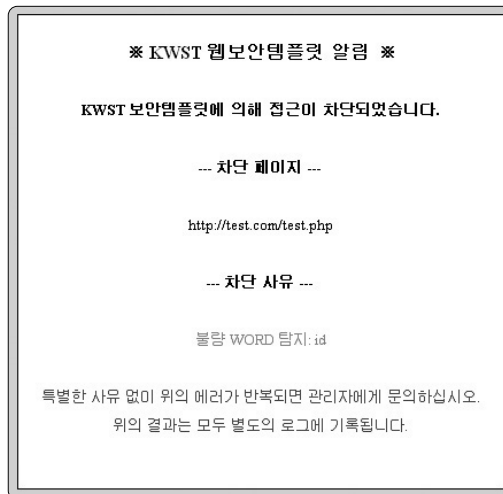 ※ KWST 웹보안템플릿 알림 ※
KWST 보안템플릿에 의해 접근이 차단되었습니다.
--- 차단 페이지 ---
http://test.com/test.php
--- 차단 사유 ---
불량 WORD 탐지: id
특별한 사유 없이 위의 에러가 반복되면 관리자에게 문의하십시오.
위의 결과는 모두 별도의 로그에 기록됩니다.